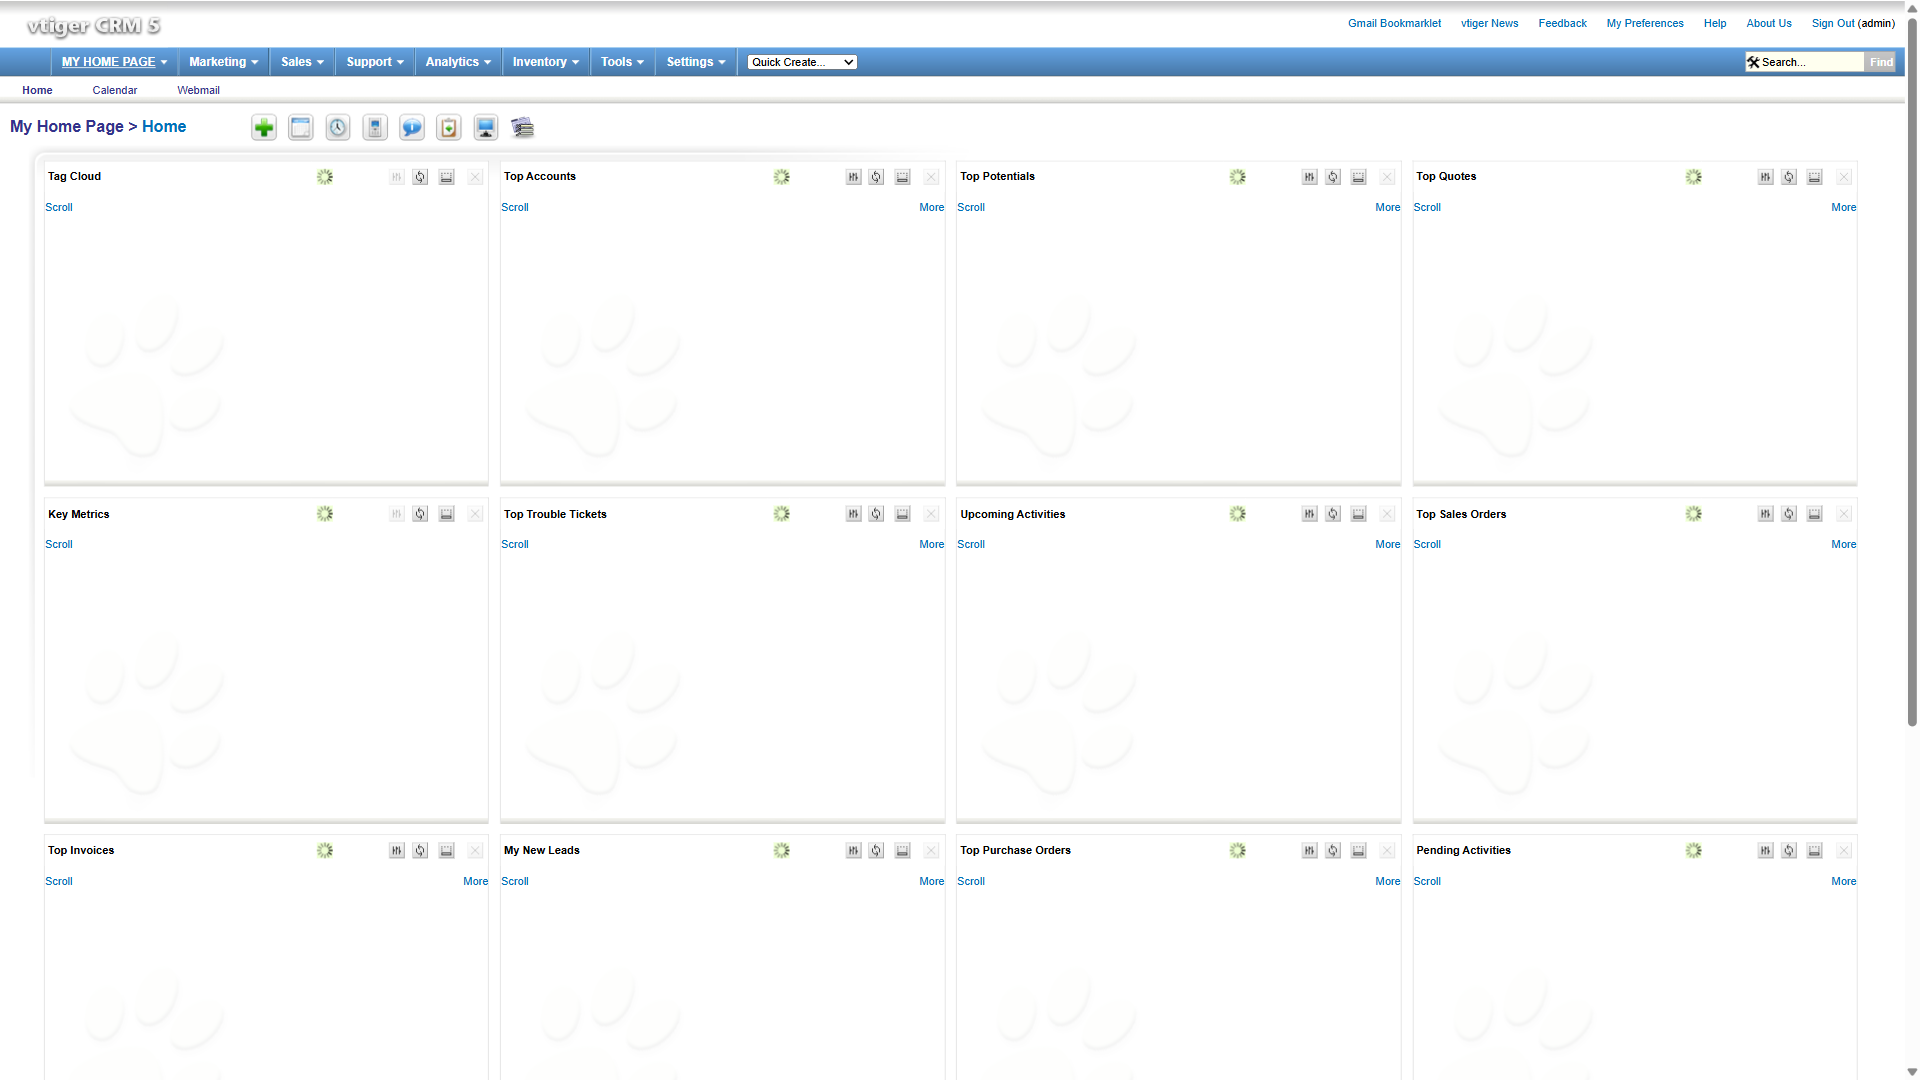 vtiger CRM 5
Gmail Bookmarklet vtiger News Feedback My Preferences Help About Us Sign Out (admin)
MY HOME PAGE Marketing Sales Support Analytics Inventory Tools Settings Quick Create... Search... Find
Home Calendar Webmail
My Home Page > Home
Tag Cloud Top Accounts Top Potentials Top Quotes
Scroll Scroll More Scroll More Scroll More
Key Metrics Top Trouble Tickets Upcoming Activities Top Sales Orders
Scroll Scroll More Scroll More Scroll More
Top Invoices My New Leads Top Purchase Orders Pending Activities
Scroll More Scroll More Scroll More Scroll More